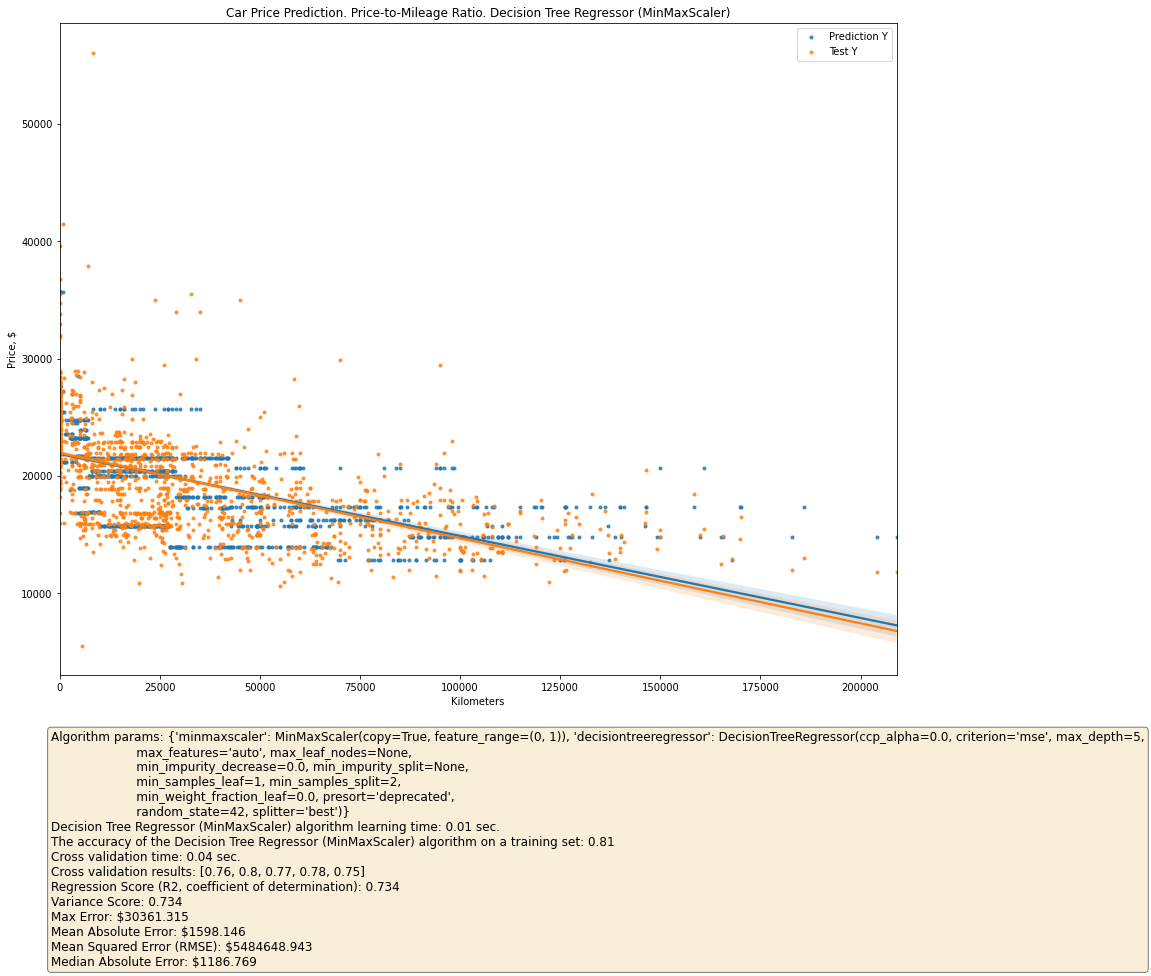 Car Price Prediction. Price-to-Mileage Ratio. Decision Tree Regressor (MinMaxScaler)
Prediction Y
Test Y
50000
40000
30000
20000
10000
Price, $
0 25000 50000 75000 100000 125000 150000 175000 200000
Kilometers
Algorithm params: {'minmaxscaler': MinMaxScaler(copy=True, feature_range=(0, 1)), 'decisiontreeregressor': DecisionTreeRegressor(ccp_alpha=0.0, criterion='mse', max_depth=5,
max_features='auto', max_leaf_nodes=None,
min_impurity_decrease=0.0, min_impurity_split=None,
min_samples_leaf=1, min_samples_split=2,
min_weight_fraction_leaf=0.0, presort='deprecated',
random_state=42, splitter='best')}
Decision Tree Regressor (MinMaxScaler) algorithm learning time: 0.01 sec.
The accuracy of the Decision Tree Regressor (MinMaxScaler) algorithm on a training set: 0.81
Cross validation time: 0.04 sec.
Cross validation results: [0.76, 0.8, 0.77, 0.78, 0.75]
Regression Score (R2, coefficient of determination): 0.734
Variance Score: 0.734
Max Error: $30361.315
Mean Absolute Error: $1598.146
Mean Squared Error (RMSE): $5484648.943
Median Absolute Error: $1186.769